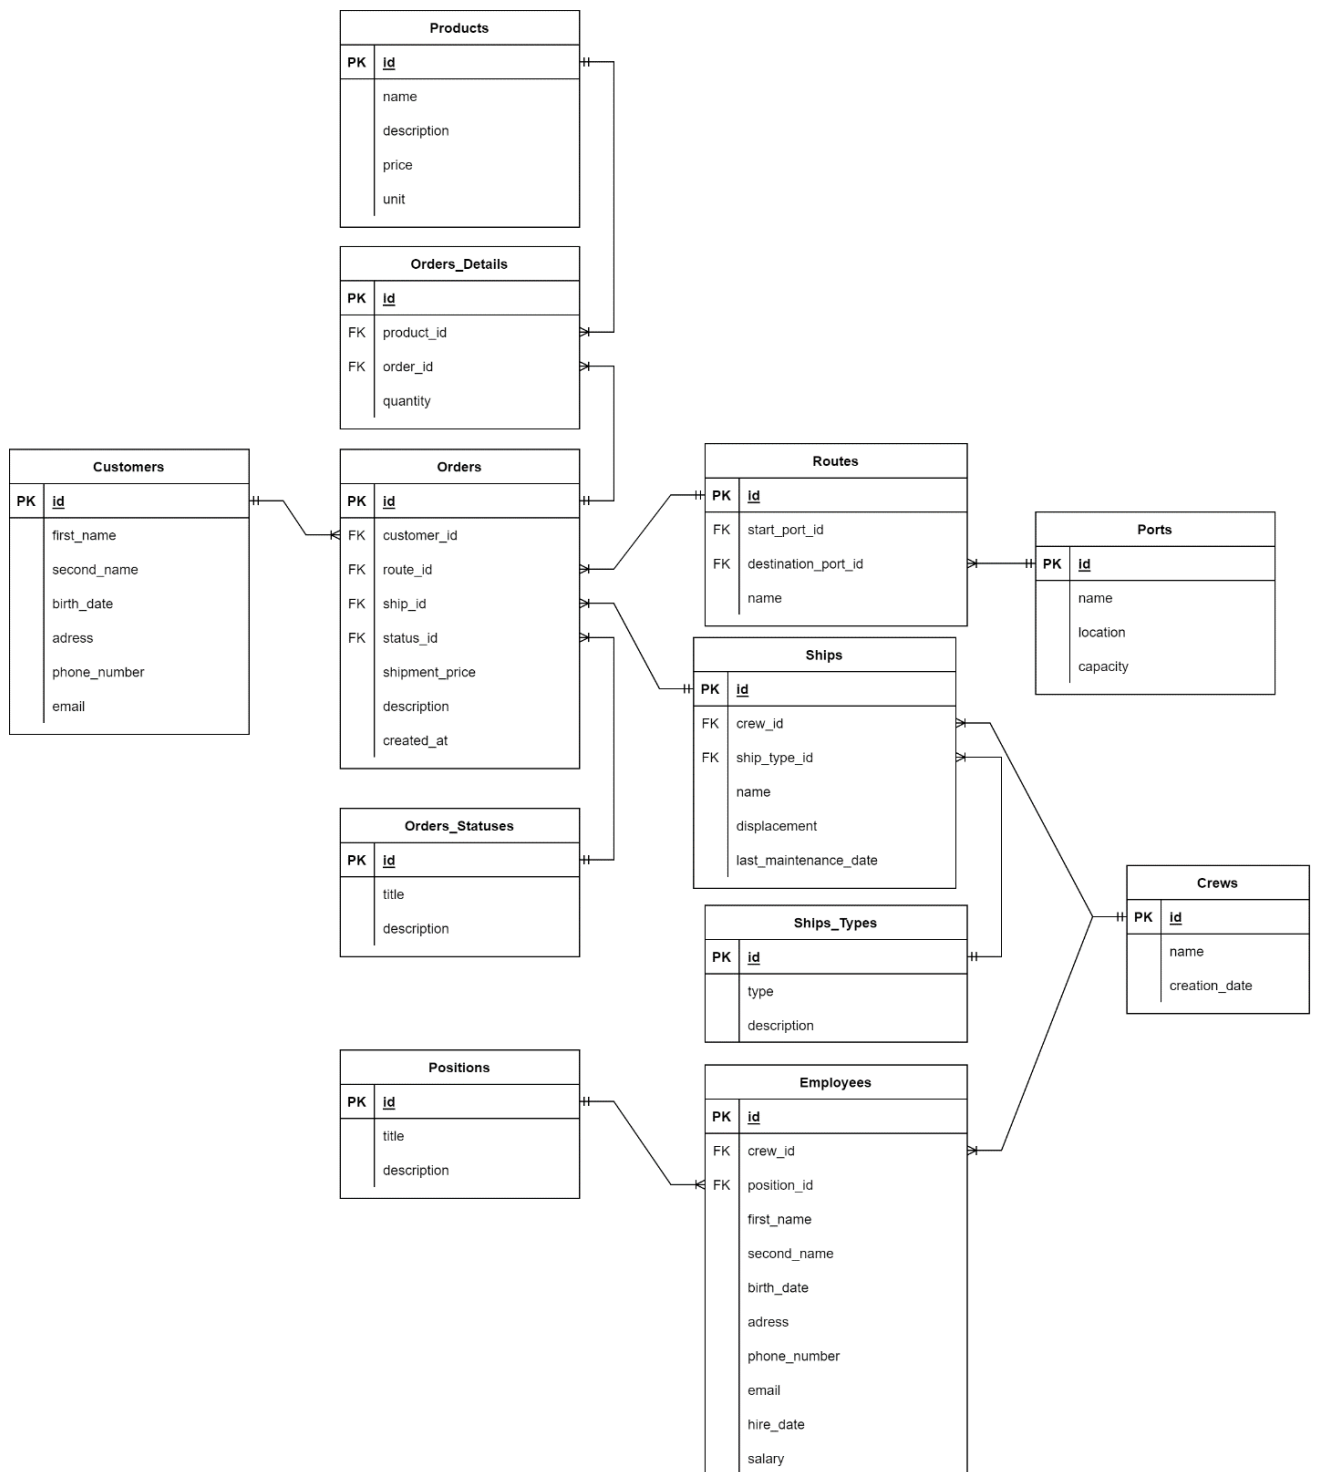 Products
PK id
name
description
price
unit
Orders_Details
PK id
FK product_id
FK order_id
quantity
Customers
PK id
first_name
second_name
birth_date
adress
phone_number
email
Orders
PK id
FK customer_id
FK route_id
FK ship_id
FK status_id
shipment_price
description
created_at
Routes
PK id
FK start_port_id
FK destination_port_id
name
Ports
PK id
name
location
capacity
Ships
PK id
FK crew_id
FK ship_type_id
name
displacement
last_maintenance_date
Orders_Statuses
PK id
title
description
Ships_Types
PK id
type
description
Crews
PK id
name
creation_date
Positions
PK id
title
description
Employees
PK id
FK crew_id
FK position_id
first_name
second_name
birth_date
adress
phone_number
email
hire_date
salary